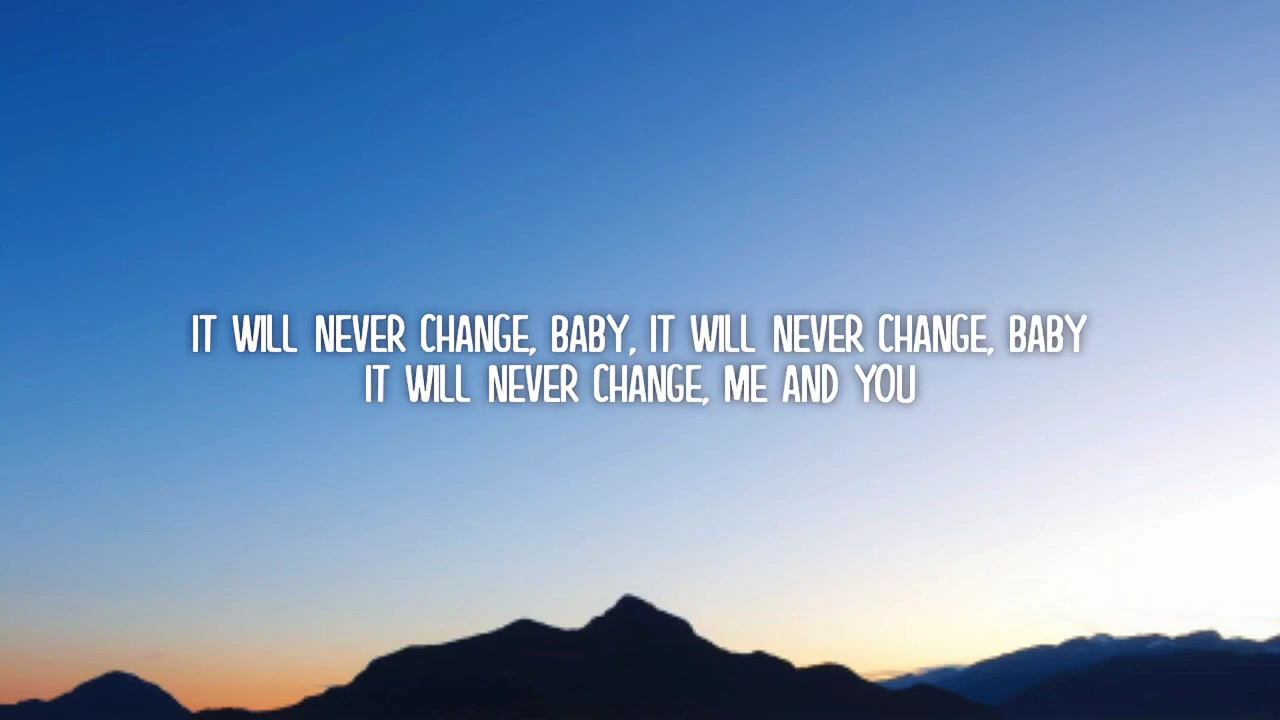 IT WILL NEVER CHANGE, BABY, IT WILL NEVER CHANGE, BABY
IT WILL NEVER CHANGE, ME AND YOU